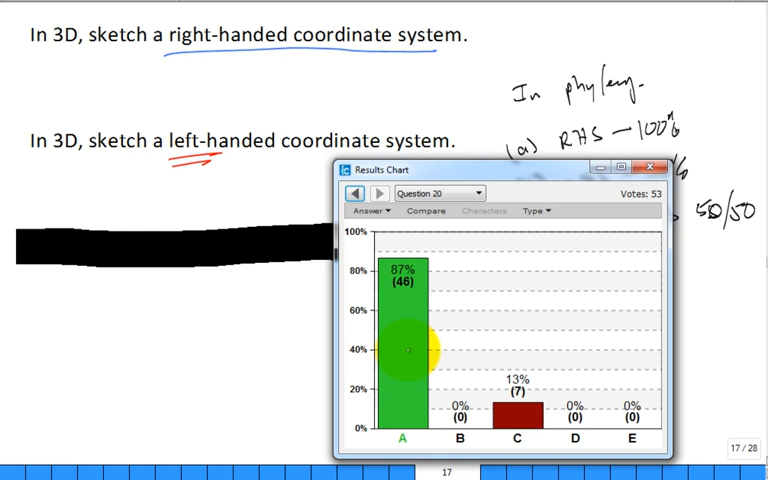 In 3D, sketch a right-handed coordinate system.
In phy/eng.
In 3D, sketch a left-handed coordinate system.
(a) RHS – 100%
%
50/50
Results Chart
Question 20
Votes: 53
Answer Compare Characters Type
100%
80%
60%
40%
20%
0%
87%
(46)
0%
(0)
13%
(7)
0%
(0)
0%
(0)
A B C D E
17 / 28
17